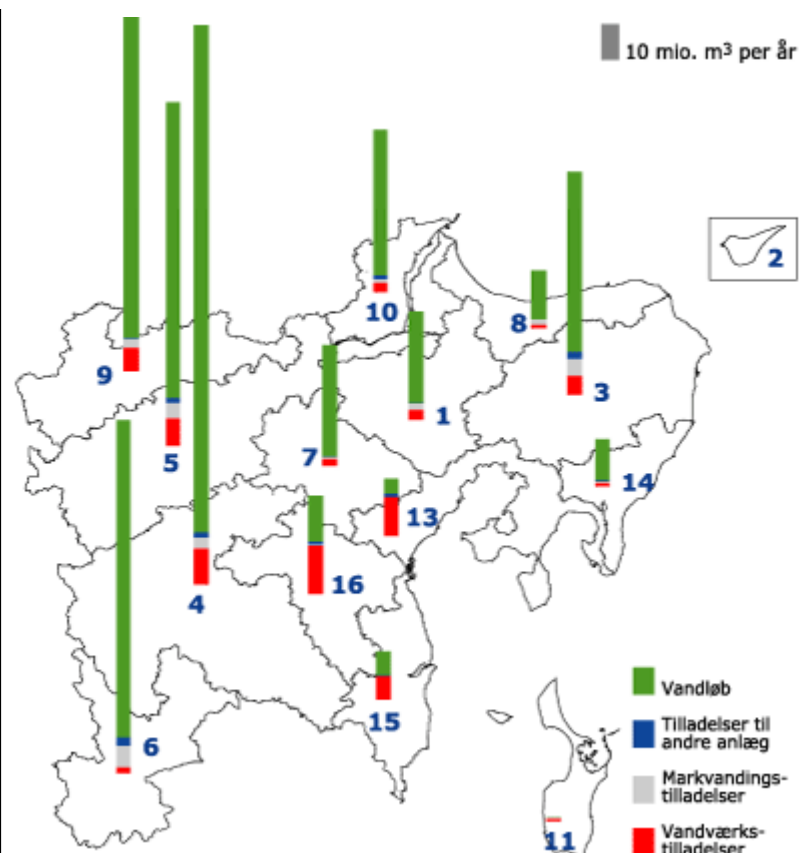 10 mio. m³ per år
2
10
8
9
3
1
5
7
14
13
4
16
15
6
11
Vandløb
Tilladelser til
andre anlæg
Markvandings-
tilladelser
Vandværks-
tilladelser